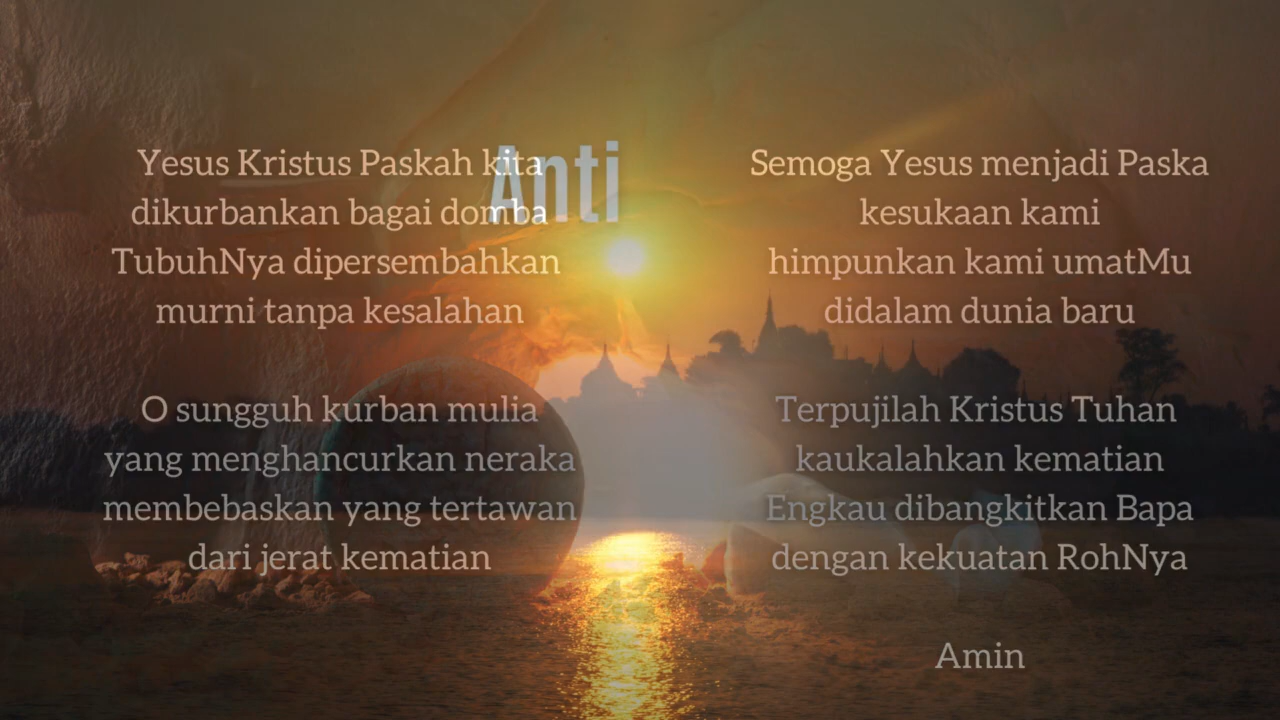 Anti
Yesus Kristus Paskah kita
dikurbankan bagai domba
TubuhNya dipersembahkan
murni tanpa kesalahan
O sungguh kurban mulia
yang menghancurkan neraka
membebaskan yang tertawan
dari jerat kematian
Semoga Yesus menjadi Paska
kesukaan kami
himpunkan kami umatMu
didalam dunia baru
Terpujilah Kristus Tuhan
kaukalahkan kematian
Engkau dibangkitkan Bapa
dengan kekuatan RohNya
Amin